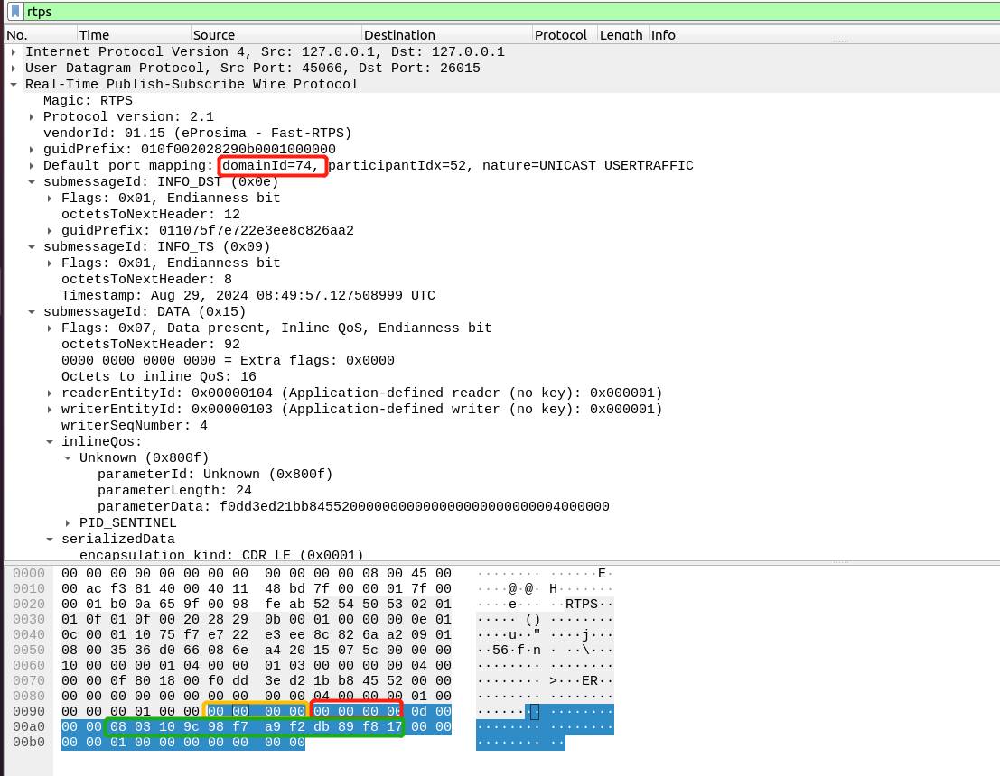 rtps
No. Time Source Destination Protocol Length Info
Internet Protocol Version 4, Src: 127.0.0.1, Dst: 127.0.0.1
User Datagram Protocol, Src Port: 45066, Dst Port: 26015
Real-Time Publish-Subscribe Wire Protocol
Magic: RTPS
Protocol version: 2.1
vendorId: 01.15 (eProsima - Fast-RTPS)
guidPrefix: 010f002028290b0001000000
Default port mapping: domainId=74, participantIdx=52, nature=UNICAST_USERTRAFFIC
submessageId: INFO_DST (0x0e)
Flags: 0x01, Endianness bit
octetsToNextHeader: 12
guidPrefix: 011075f7e722e3ee8c826aa2
submessageId: INFO_TS (0x09)
Flags: 0x01, Endianness bit
octetsToNextHeader: 8
Timestamp: Aug 29, 2024 08:49:57.127508999 UTC
submessageId: DATA (0x15)
Flags: 0x07, Data present, Inline QoS, Endianness bit
octetsToNextHeader: 92
0000 0000 0000 0000 = Extra flags: 0x0000
Octets to inline QoS: 16
readerEntityId: 0x00000104 (Application-defined reader (no key): 0x000001)
writerEntityId: 0x00000103 (Application-defined writer (no key): 0x000001)
writerSeqNumber: 4
inlineQos:
Unknown (0x800f)
parameterId: Unknown (0x800f)
parameterLength: 24
parameterData: f0dd3ed21bb845520000000000000000000000004000000
PID_SENTINEL
serializedData
encapsulation kind: CDR LE (0x0001)
0000 00 00 00 00 00 00 00 00 00 00 00 00 08 00 45 00 ········ ······E·
0010 00 ac f3 81 40 00 40 11 48 bd 7f 00 00 01 7f 00 ····@·@· H·······
0020 00 01 b0 0a 65 9f 00 98 fe ab 52 54 50 53 02 01 ····e··· ··RTPS··
0030 01 0f 01 0f 00 20 28 29 0b 00 01 00 00 00 0e 01 ····· () ········
0040 0c 00 01 10 75 f7 e7 22 e3 ee 8c 82 6a a2 09 01 ····u··" ····j···
0050 08 00 35 36 d0 66 08 6e a4 20 15 07 5c 00 00 00 ··56·f·n · ··\···
0060 10 00 00 00 01 04 00 00 01 03 00 00 00 00 04 00 ········ ········
0070 00 00 0f 80 18 00 f0 dd 3e d2 1b b8 45 52 00 00 ········ >···ER··
0080 00 00 00 00 00 00 00 00 00 00 04 00 00 00 01 00 ········ ········
0090 00 00 00 01 00 00 00 00 00 00 00 00 00 00 0d 00 ········ ········
00a0 00 00 08 03 10 9c 98 f7 a9 f2 db 89 f8 17 00 00 ········ ········
00b0 00 00 01 00 00 00 00 00 00 00 ········ ··